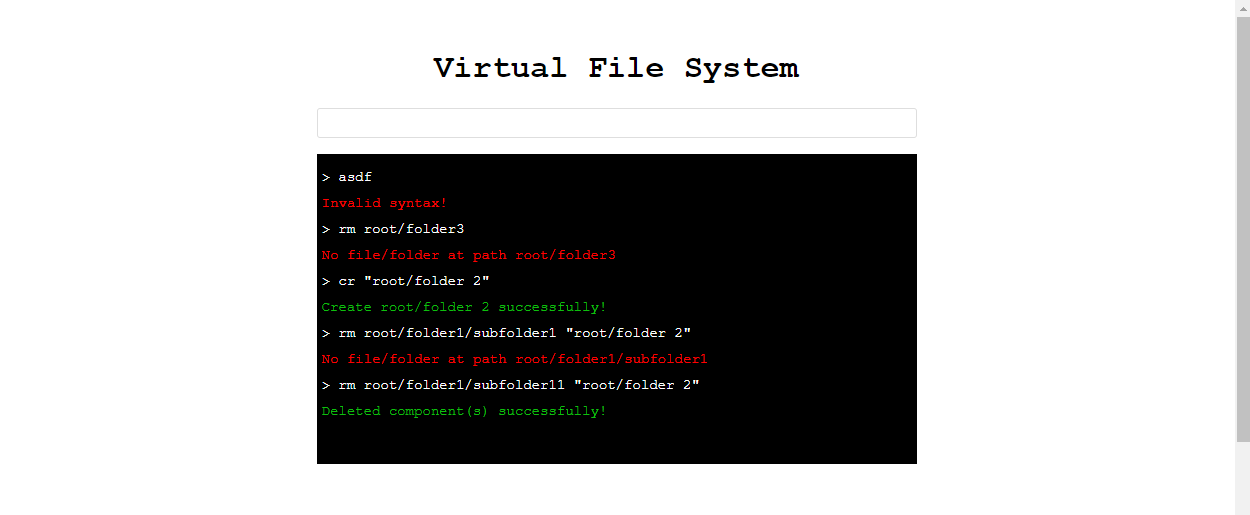 Virtual File System
> asdf
Invalid syntax!
> rm root/folder3
No file/folder at path root/folder3
> cr "root/folder 2"
Create root/folder 2 successfully!
> rm root/folder1/subfolder1 "root/folder 2"
No file/folder at path root/folder1/subfolder1
> rm root/folder1/subfolder11 "root/folder 2"
Deleted component(s) successfully!